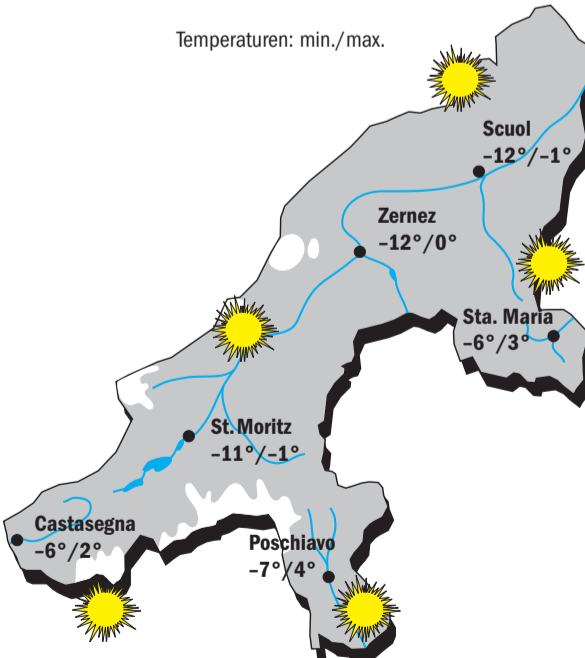 Temperaturen: min./max.
Scuol
–12°/–1°
Zernez
–12°/0°
Sta. Maria
–6°/3°
St. Moritz
–11°/–1°
Castasegna
–6°/2°
Poschiavo
–7°/4°